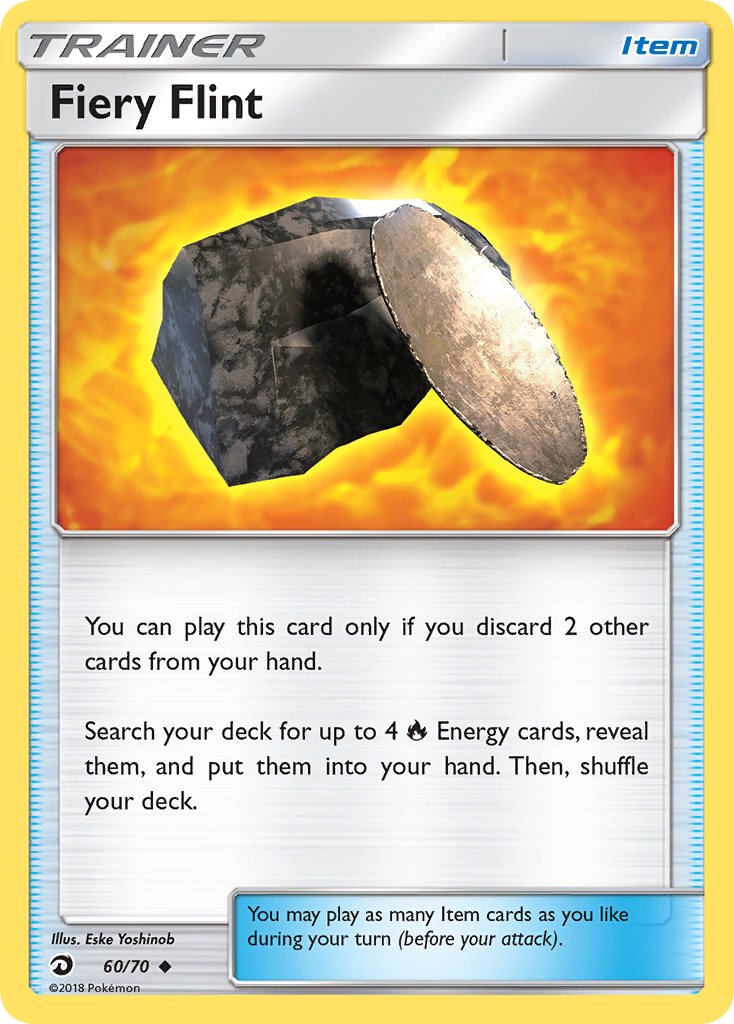 TRAINER
Item
Fiery Flint
You can play this card only if you discard 2 other
cards from your hand.
Search your deck for up to 4 Energy cards, reveal
them, and put them into your hand. Then, shuffle
your deck.
You may play as many Item cards as you like
during your turn (before your attack).
Illus. Eske Yoshinob
60/70
©2018 Pokémon